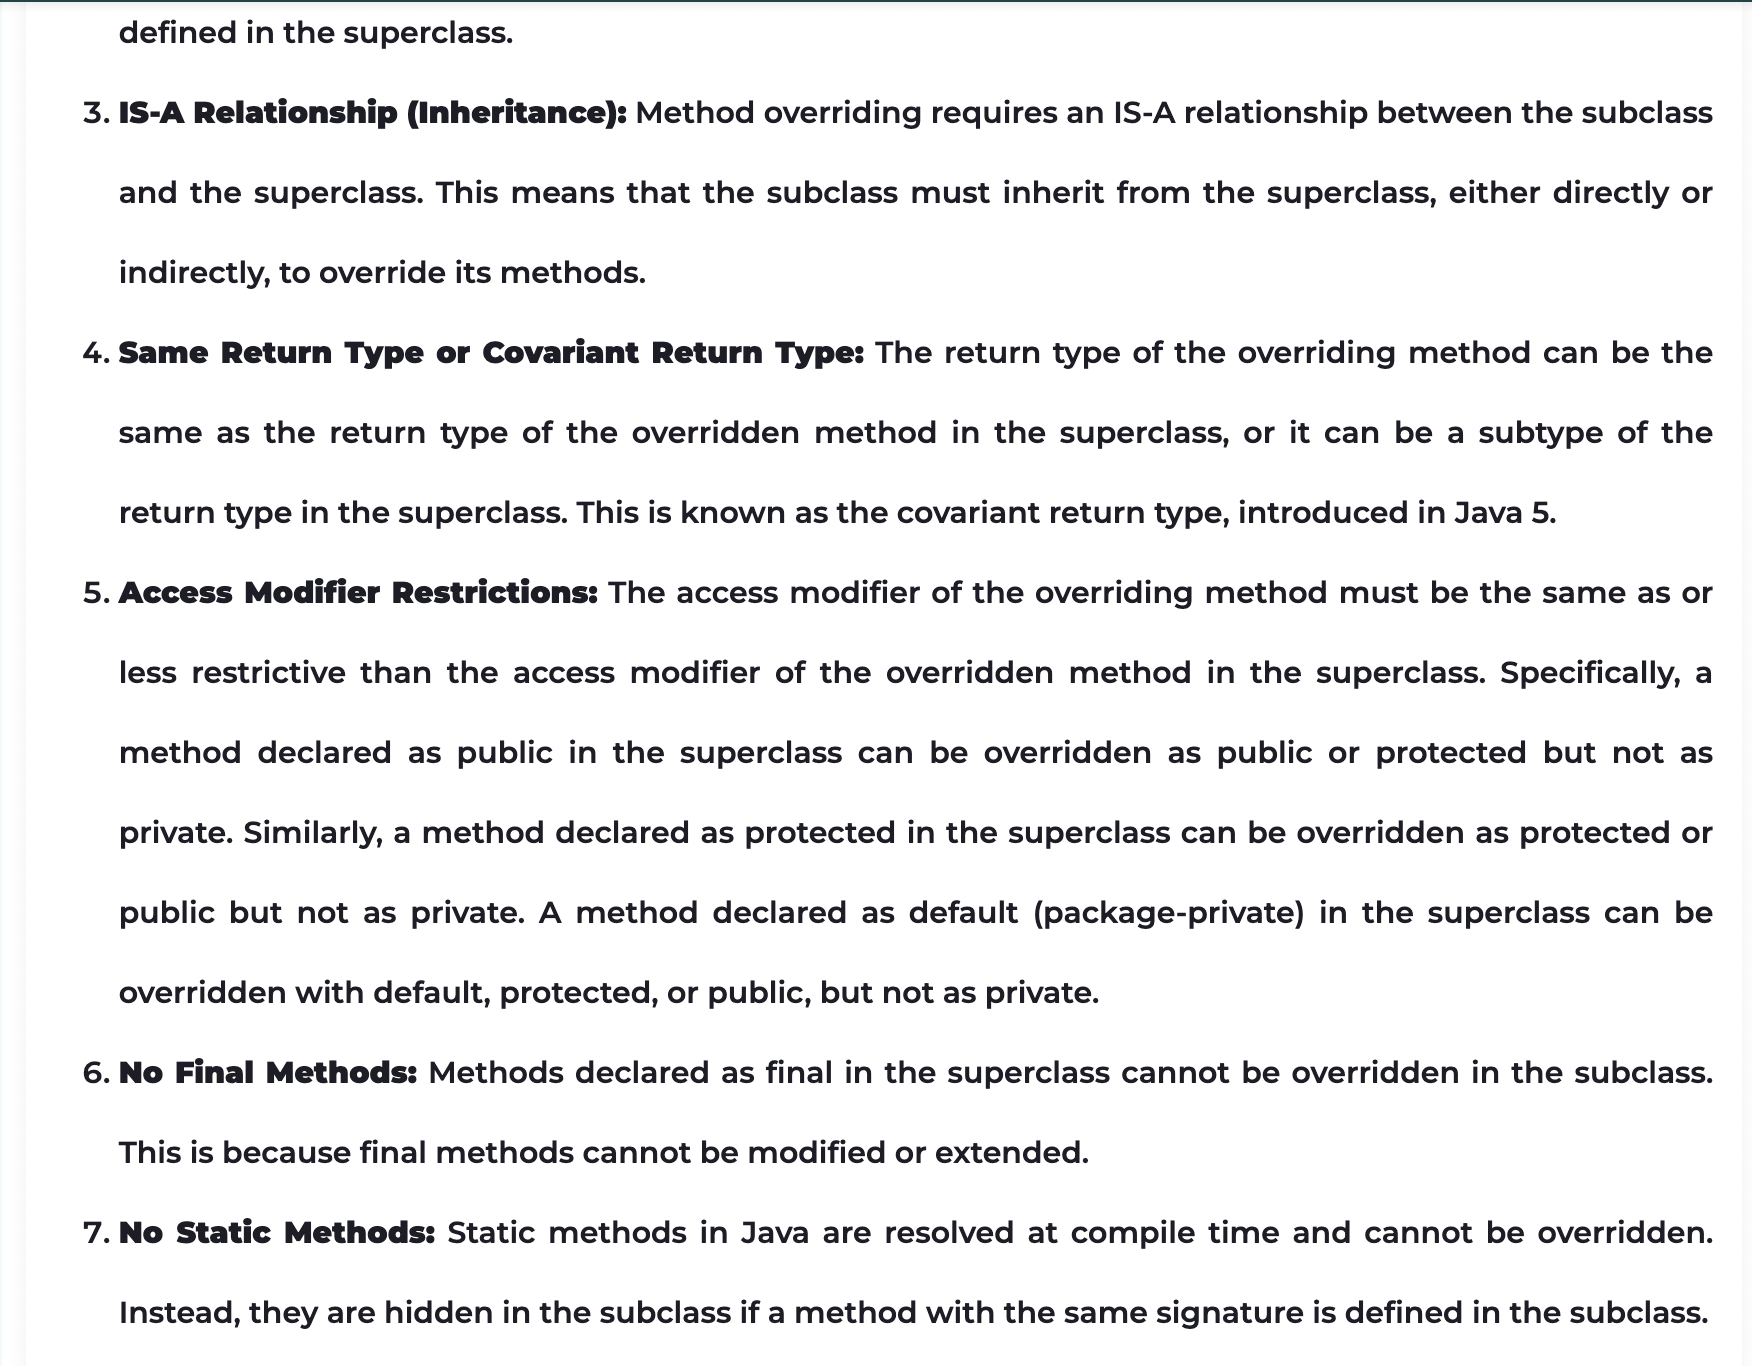 defined in the superclass.
3. IS-A Relationship (Inheritance): Method overriding requires an IS-A relationship between the subclass
and the superclass. This means that the subclass must inherit from the superclass, either directly or
indirectly, to override its methods.
4. Same Return Type or Covariant Return Type: The return type of the overriding method can be the
same as the return type of the overridden method in the superclass, or it can be a subtype of the
return type in the superclass. This is known as the covariant return type, introduced in Java 5.
5. Access Modifier Restrictions: The access modifier of the overriding method must be the same as or
less restrictive than the access modifier of the overridden method in the superclass. Specifically, a
method declared as public in the superclass can be overridden as public or protected but not as
private. Similarly, a method declared as protected in the superclass can be overridden as protected or
public but not as private. A method declared as default (package-private) in the superclass can be
overridden with default, protected, or public, but not as private.
6. No Final Methods: Methods declared as final in the superclass cannot be overridden in the subclass.
This is because final methods cannot be modified or extended.
7. No Static Methods: Static methods in Java are resolved at compile time and cannot be overridden.
Instead, they are hidden in the subclass if a method with the same signature is defined in the subclass.